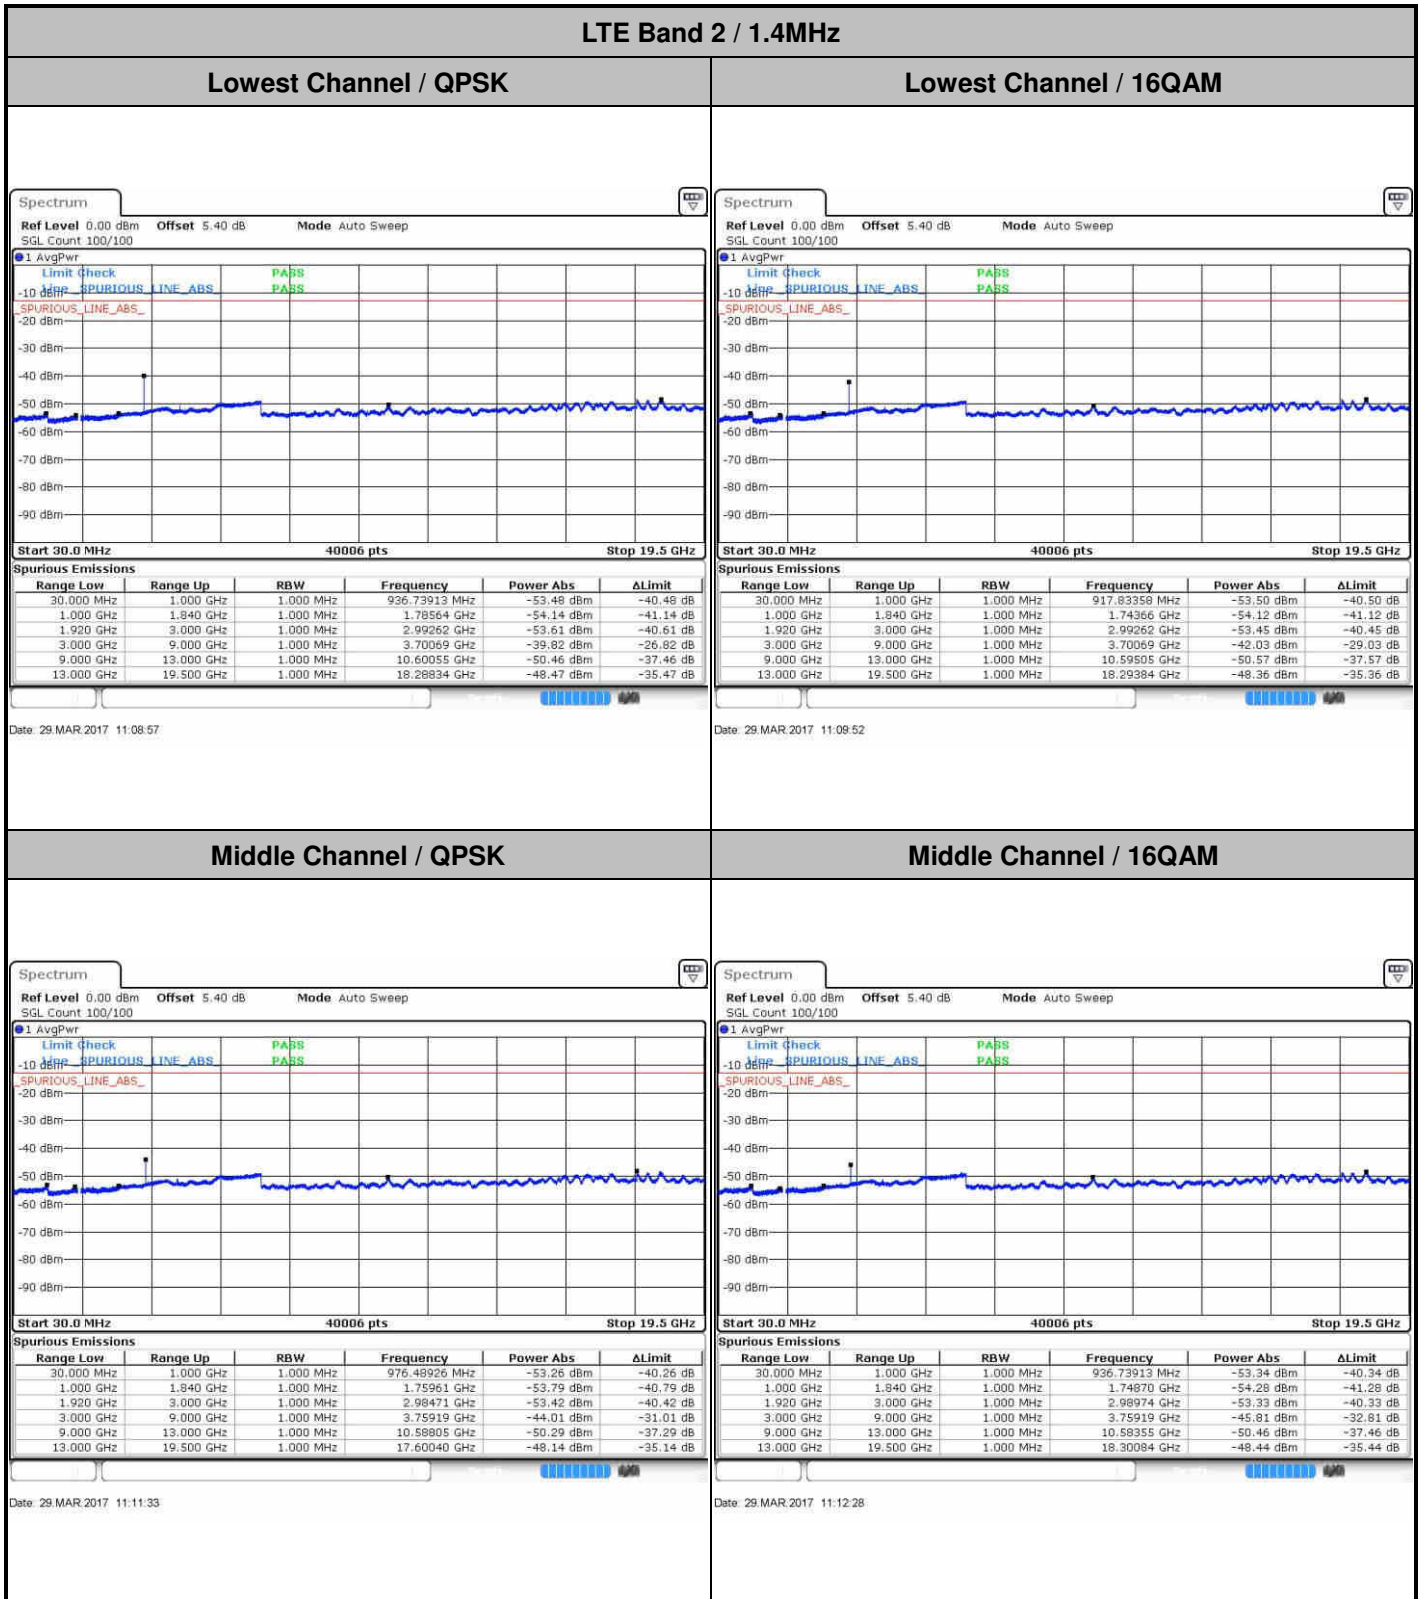 LTE Band 2 / 1.4MHz
Lowest Channel / QPSK
Lowest Channel / 16QAM
Spectrum
Ref Level 0.00 dBm Offset 5.40 dB Mode Auto Sweep
SGL Count 100/100
1 AvgPwr
Limit Check PASS
Line _SPURIOUS_LINE_ABS_ PASS
-10 dBm
_SPURIOUS_LINE_ABS_
-20 dBm
-30 dBm
-40 dBm
-50 dBm
-60 dBm
-70 dBm
-80 dBm
-90 dBm
Start 30.0 MHz 40006 pts Stop 19.5 GHz
Spurious Emissions
Range Low Range Up RBW Frequency Power Abs ΔLimit
30.000 MHz 1.000 GHz 1.000 MHz 936.73913 MHz -53.48 dBm -40.48 dB
1.000 GHz 1.840 GHz 1.000 MHz 1.78564 GHz -54.14 dBm -41.14 dB
1.920 GHz 3.000 GHz 1.000 MHz 2.99262 GHz -53.61 dBm -40.61 dB
3.000 GHz 9.000 GHz 1.000 MHz 3.70069 GHz -39.82 dBm -26.82 dB
9.000 GHz 13.000 GHz 1.000 MHz 10.60055 GHz -50.46 dBm -37.46 dB
13.000 GHz 19.500 GHz 1.000 MHz 18.28834 GHz -48.47 dBm -35.47 dB
Date: 29.MAR.2017 11:08:57
Spectrum
Ref Level 0.00 dBm Offset 5.40 dB Mode Auto Sweep
SGL Count 100/100
1 AvgPwr
Limit Check PASS
Line _SPURIOUS_LINE_ABS_ PASS
-10 dBm
_SPURIOUS_LINE_ABS_
-20 dBm
-30 dBm
-40 dBm
-50 dBm
-60 dBm
-70 dBm
-80 dBm
-90 dBm
Start 30.0 MHz 40006 pts Stop 19.5 GHz
Spurious Emissions
Range Low Range Up RBW Frequency Power Abs ΔLimit
30.000 MHz 1.000 GHz 1.000 MHz 917.83358 MHz -53.50 dBm -40.50 dB
1.000 GHz 1.840 GHz 1.000 MHz 1.74366 GHz -54.12 dBm -41.12 dB
1.920 GHz 3.000 GHz 1.000 MHz 2.99262 GHz -53.45 dBm -40.45 dB
3.000 GHz 9.000 GHz 1.000 MHz 3.70069 GHz -42.03 dBm -29.03 dB
9.000 GHz 13.000 GHz 1.000 MHz 10.59505 GHz -50.57 dBm -37.57 dB
13.000 GHz 19.500 GHz 1.000 MHz 18.29384 GHz -48.36 dBm -35.36 dB
Date: 29.MAR.2017 11:09:52
Middle Channel / QPSK
Middle Channel / 16QAM
Spectrum
Ref Level 0.00 dBm Offset 5.40 dB Mode Auto Sweep
SGL Count 100/100
1 AvgPwr
Limit Check PASS
Line _SPURIOUS_LINE_ABS_ PASS
-10 dBm
_SPURIOUS_LINE_ABS_
-20 dBm
-30 dBm
-40 dBm
-50 dBm
-60 dBm
-70 dBm
-80 dBm
-90 dBm
Start 30.0 MHz 40006 pts Stop 19.5 GHz
Spurious Emissions
Range Low Range Up RBW Frequency Power Abs ΔLimit
30.000 MHz 1.000 GHz 1.000 MHz 976.48926 MHz -53.26 dBm -40.26 dB
1.000 GHz 1.840 GHz 1.000 MHz 1.75961 GHz -53.79 dBm -40.79 dB
1.920 GHz 3.000 GHz 1.000 MHz 2.98471 GHz -53.42 dBm -40.42 dB
3.000 GHz 9.000 GHz 1.000 MHz 3.75919 GHz -44.01 dBm -31.01 dB
9.000 GHz 13.000 GHz 1.000 MHz 10.58805 GHz -50.29 dBm -37.29 dB
13.000 GHz 19.500 GHz 1.000 MHz 17.60040 GHz -48.14 dBm -35.14 dB
Date: 29.MAR.2017 11:11:33
Spectrum
Ref Level 0.00 dBm Offset 5.40 dB Mode Auto Sweep
SGL Count 100/100
1 AvgPwr
Limit Check PASS
Line _SPURIOUS_LINE_ABS_ PASS
-10 dBm
_SPURIOUS_LINE_ABS_
-20 dBm
-30 dBm
-40 dBm
-50 dBm
-60 dBm
-70 dBm
-80 dBm
-90 dBm
Start 30.0 MHz 40006 pts Stop 19.5 GHz
Spurious Emissions
Range Low Range Up RBW Frequency Power Abs ΔLimit
30.000 MHz 1.000 GHz 1.000 MHz 936.73913 MHz -53.34 dBm -40.34 dB
1.000 GHz 1.840 GHz 1.000 MHz 1.74870 GHz -54.28 dBm -41.28 dB
1.920 GHz 3.000 GHz 1.000 MHz 2.98974 GHz -53.33 dBm -40.33 dB
3.000 GHz 9.000 GHz 1.000 MHz 3.75919 GHz -45.81 dBm -32.81 dB
9.000 GHz 13.000 GHz 1.000 MHz 10.58355 GHz -50.46 dBm -37.46 dB
13.000 GHz 19.500 GHz 1.000 MHz 18.30084 GHz -48.44 dBm -35.44 dB
Date: 29.MAR.2017 11:12:28